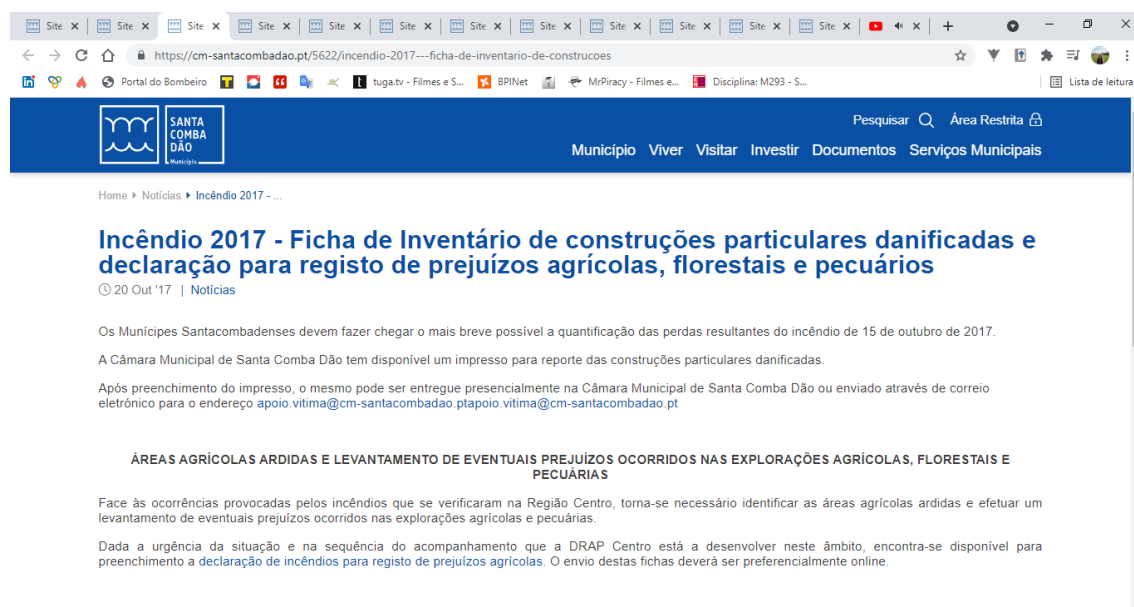 Site Site Site Site Site Site Site Site Site Site Site Site
https://cm-santacombadao.pt/5622/incendio-2017---ficha-de-inventario-de-construcoes
Portal do Bombeiro tuga.tv - Filmes e S... BPINet MrPiracy - Filmes e... Disciplina: M293 - S... Lista de leitura
SANTA
COMBA
DÃO
Município
Pesquisar Área Restrita
Município Viver Visitar Investir Documentos Serviços Municipais
Home Notícias Incêndio 2017 - ...
Incêndio 2017 - Ficha de Inventário de construções particulares danificadas e
declaração para registo de prejuízos agrícolas, florestais e pecuários
20 Out '17 | Notícias
Os Munícipes Santacombadenses devem fazer chegar o mais breve possível a quantificação das perdas resultantes do incêndio de 15 de outubro de 2017.
A Câmara Municipal de Santa Comba Dão tem disponível um impresso para reporte das construções particulares danificadas.
Após preenchimento do impresso, o mesmo pode ser entregue presencialmente na Câmara Municipal de Santa Comba Dão ou enviado através de correio
eletrónico para o endereço apoio.vitima@cm-santacombadao.ptapoio.vitima@cm-santacombadao.pt
ÁREAS AGRÍCOLAS ARDIDAS E LEVANTAMENTO DE EVENTUAIS PREJUÍZOS OCORRIDOS NAS EXPLORAÇÕES AGRÍCOLAS, FLORESTAIS E
PECUÁRIAS
Face às ocorrências provocadas pelos incêndios que se verificaram na Região Centro, torna-se necessário identificar as áreas agrícolas ardidas e efetuar um
levantamento de eventuais prejuízos ocorridos nas explorações agrícolas e pecuárias.
Dada a urgência da situação e na sequência do acompanhamento que a DRAP Centro está a desenvolver neste âmbito, encontra-se disponível para
preenchimento a declaração de incêndios para registo de prejuízos agrícolas. O envio destas fichas deverá ser preferencialmente online.